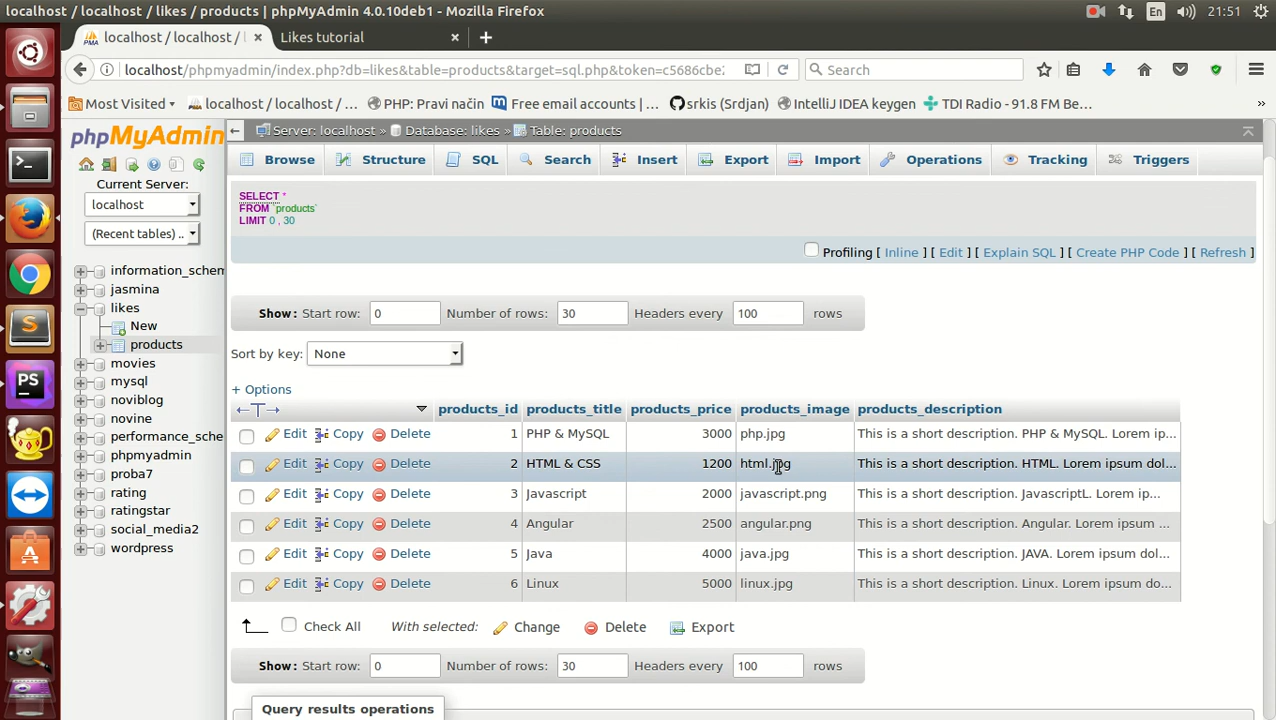 localhost / localhost / likes / products | phpMyAdmin 4.0.10deb1 - Mozilla Firefox
En
21:51
PMA localhost / localhost / l
Likes tutorial
localhost/phpmyadmin/index.php?db=likes&table=products&target=sql.php&token=c5686cbe
Search
Most Visited
localhost / localhost / ...
PHP: Pravi način
Free email accounts | ...
srkis (Srdjan)
IntelliJ IDEA keygen
TDI Radio - 91.8 FM Be...
phpMyAdmin
Server: localhost » Database: likes » Table: products
Browse
Structure
SQL
Search
Insert
Export
Import
Operations
Tracking
Triggers
Current Server:
localhost
(Recent tables) ..
information_schem
jasmina
likes
New
products
movies
mysql
noviblog
novine
performance_sche
phpmyadmin
proba7
rating
ratingstar
social_media2
wordpress
SELECT *
FROM `products`
LIMIT 0 , 30
Profiling [ Inline ] [ Edit ] [ Explain SQL ] [ Create PHP Code ] [ Refresh ]
Show: Start row: 0 Number of rows: 30 Headers every 100 rows
Sort by key: None
+ Options
products_id products_title products_price products_image products_description
Edit Copy Delete 1 PHP & MySQL 3000 php.jpg This is a short description. PHP & MySQL. Lorem ip...
Edit Copy Delete 2 HTML & CSS 1200 html.jpg This is a short description. HTML. Lorem ipsum dol...
Edit Copy Delete 3 Javascript 2000 javascript.png This is a short description. JavascriptL. Lorem ip...
Edit Copy Delete 4 Angular 2500 angular.png This is a short description. Angular. Lorem ipsum ...
Edit Copy Delete 5 Java 4000 java.jpg This is a short description. JAVA. Lorem ipsum dol...
Edit Copy Delete 6 Linux 5000 linux.jpg This is a short description. Linux. Lorem ipsum do...
Check All With selected: Change Delete Export
Show: Start row: 0 Number of rows: 30 Headers every 100 rows
Query results operations
S
PS
A